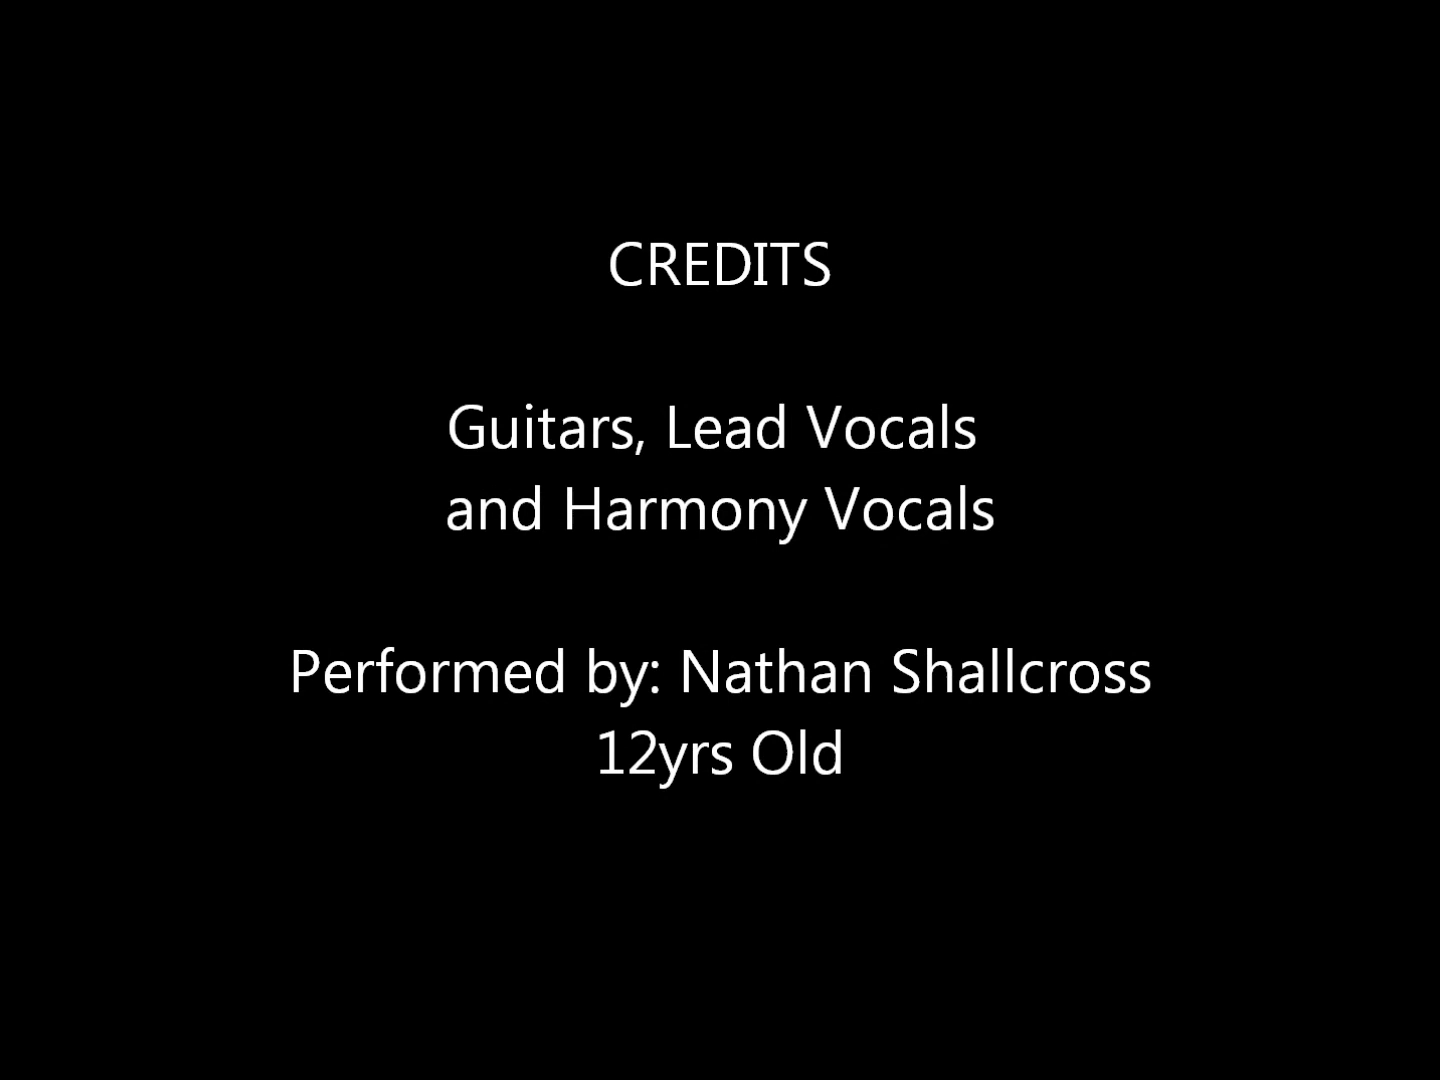 CREDITS
Guitars, Lead Vocals
and Harmony Vocals
Performed by: Nathan Shallcross
12yrs Old